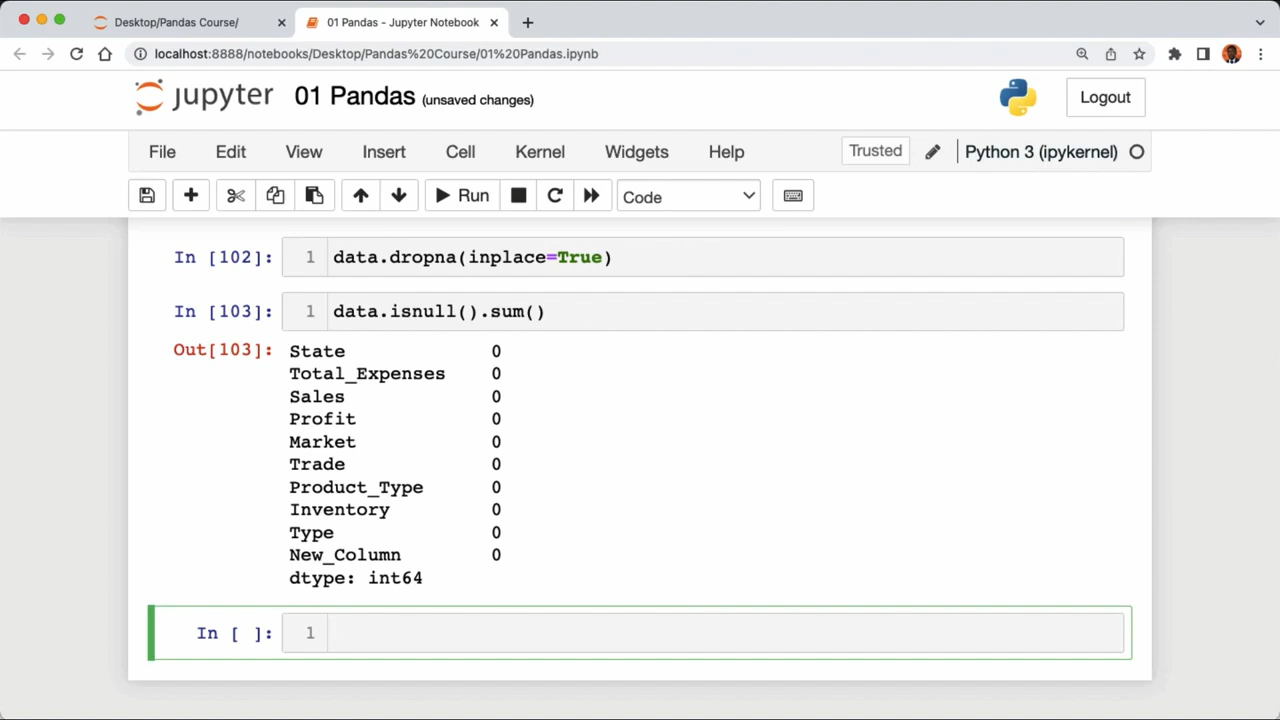 Desktop/Pandas Course/
01 Pandas - Jupyter Notebook
localhost:8888/notebooks/Desktop/Pandas%20Course/01%20Pandas.ipynb
jupyter 01 Pandas (unsaved changes)
Logout
File Edit View Insert Cell Kernel Widgets Help Trusted Python 3 (ipykernel)
Run Code
In [102]: 1 data.dropna(inplace=True)
In [103]: 1 data.isnull().sum()
Out[103]: State 0
Total_Expenses 0
Sales 0
Profit 0
Market 0
Trade 0
Product_Type 0
Inventory 0
Type 0
New_Column 0
dtype: int64
In [ ]: 1